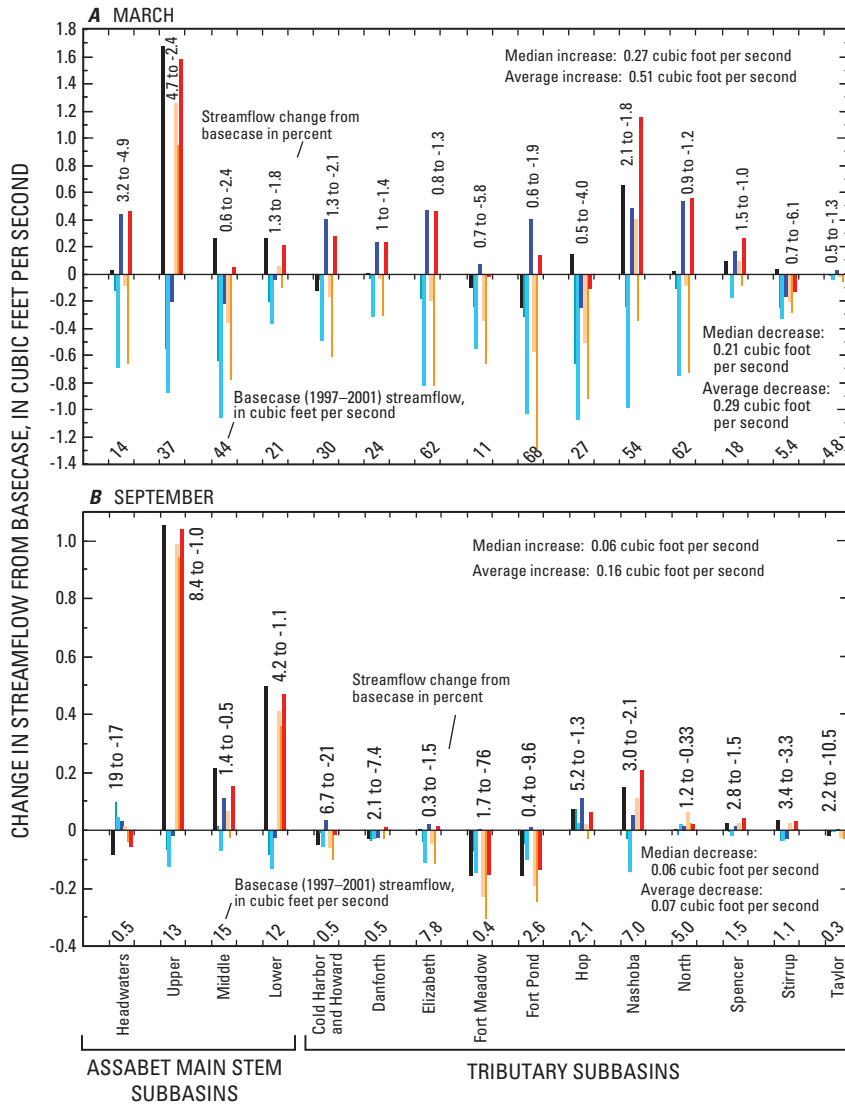 A MARCH
CHANGE IN STREAMFLOW FROM BASECASE, IN CUBIC FEET PER SECOND
1.8
1.6
1.4
1.2
1.0
0.8
0.6
0.4
0.2
0
-0.2
-0.4
-0.6
-0.8
-1.0
-1.2
-1.4
Median increase: 0.27 cubic foot per second
Average increase: 0.51 cubic foot per second
Streamflow change from
basecase in percent
3.2 to -4.9
4.7 to -2.4
0.6 to -2.4
1.3 to -1.8
1.3 to -2.1
1 to -1.4
0.8 to -1.3
0.7 to -5.8
0.6 to -1.9
0.5 to -4.0
2.1 to -1.8
0.9 to -1.2
1.5 to -1.0
0.7 to -6.1
0.5 to -1.3
Median decrease:
0.21 cubic foot
per second
Average decrease:
0.29 cubic foot
per second
Basecase (1997–2001) streamflow,
in cubic feet per second
14
37
44
21
30
24
62
11
68
27
54
62
18
5.4
4.8
B SEPTEMBER
1.0
0.8
0.6
0.4
0.2
0
-0.2
-0.4
Median increase: 0.06 cubic foot per second
Average increase: 0.16 cubic foot per second
Streamflow change from
basecase in percent
19 to -17
8.4 to -1.0
1.4 to -0.5
4.2 to -1.1
6.7 to -21
2.1 to -7.4
0.3 to -1.5
1.7 to -76
0.4 to -9.6
5.2 to -1.3
3.0 to -2.1
1.2 to -0.33
2.8 to -1.5
3.4 to -3.3
2.2 to -10.5
Median decrease:
0.06 cubic foot
per second
Average decrease:
0.07 cubic foot
per second
Basecase (1997–2001) streamflow,
in cubic feet per second
0.5
13
15
12
0.5
0.5
7.8
0.4
2.6
2.1
7.0
5.0
1.5
1.1
0.3
Headwaters
Upper
Middle
Lower
Cold Harbor
and Howard
Danforth
Elizabeth
Fort Meadow
Fort Pond
Hop
Nashoba
North
Spencer
Stirrup
Taylor
ASSABET MAIN STEM
SUBBASINS
TRIBUTARY SUBBASINS